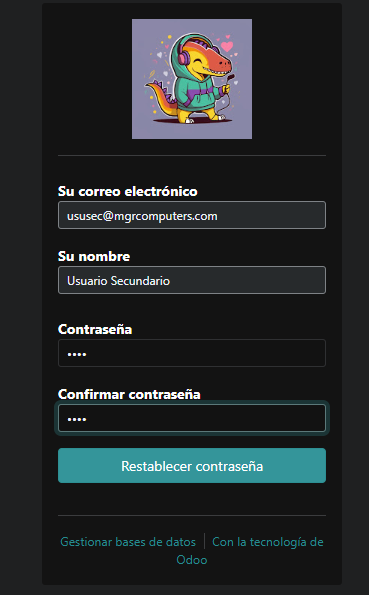 Su correo electrónico
ususec@mgrcomputers.com
Su nombre
Usuario Secundario
Contraseña
••••
Confirmar contraseña
••••
Restablecer contraseña
Gestionar bases de datos | Con la tecnología de
Odoo